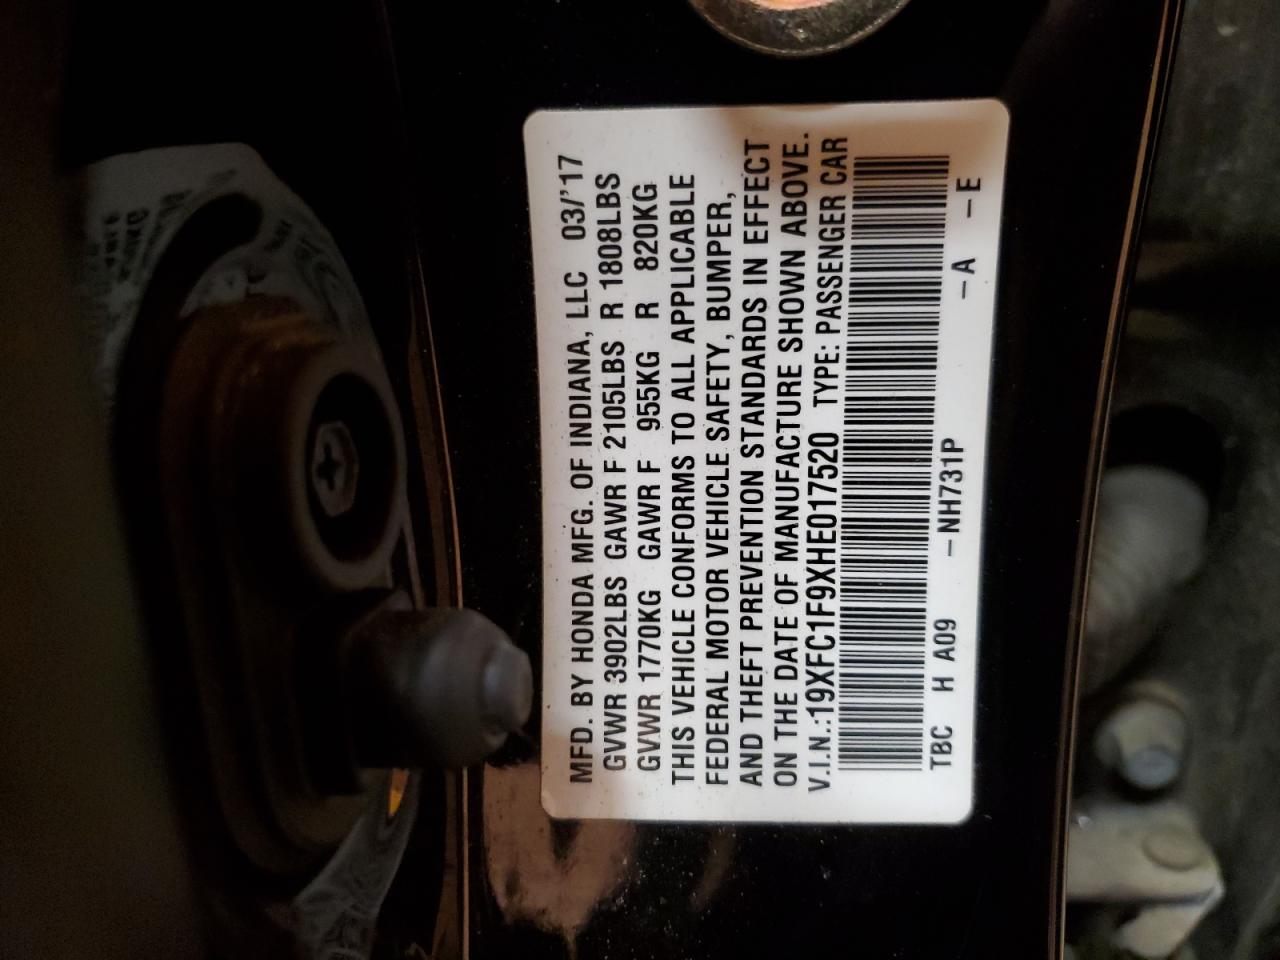 MFD. BY HONDA MFG. OF INDIANA, LLC 03/'17
GVWR 3902LBS GAWR F 2105LBS R 1808LBS
GVWR 1770KG GAWR F 955KG R 820KG
THIS VEHICLE CONFORMS TO ALL APPLICABLE
FEDERAL MOTOR VEHICLE SAFETY, BUMPER,
AND THEFT PREVENTION STANDARDS IN EFFECT
ON THE DATE OF MANUFACTURE SHOWN ABOVE.
V.I.N.:19XFC1F9XHE017520 TYPE: PASSENGER CAR
TBC H A09 -NH731P -A -E